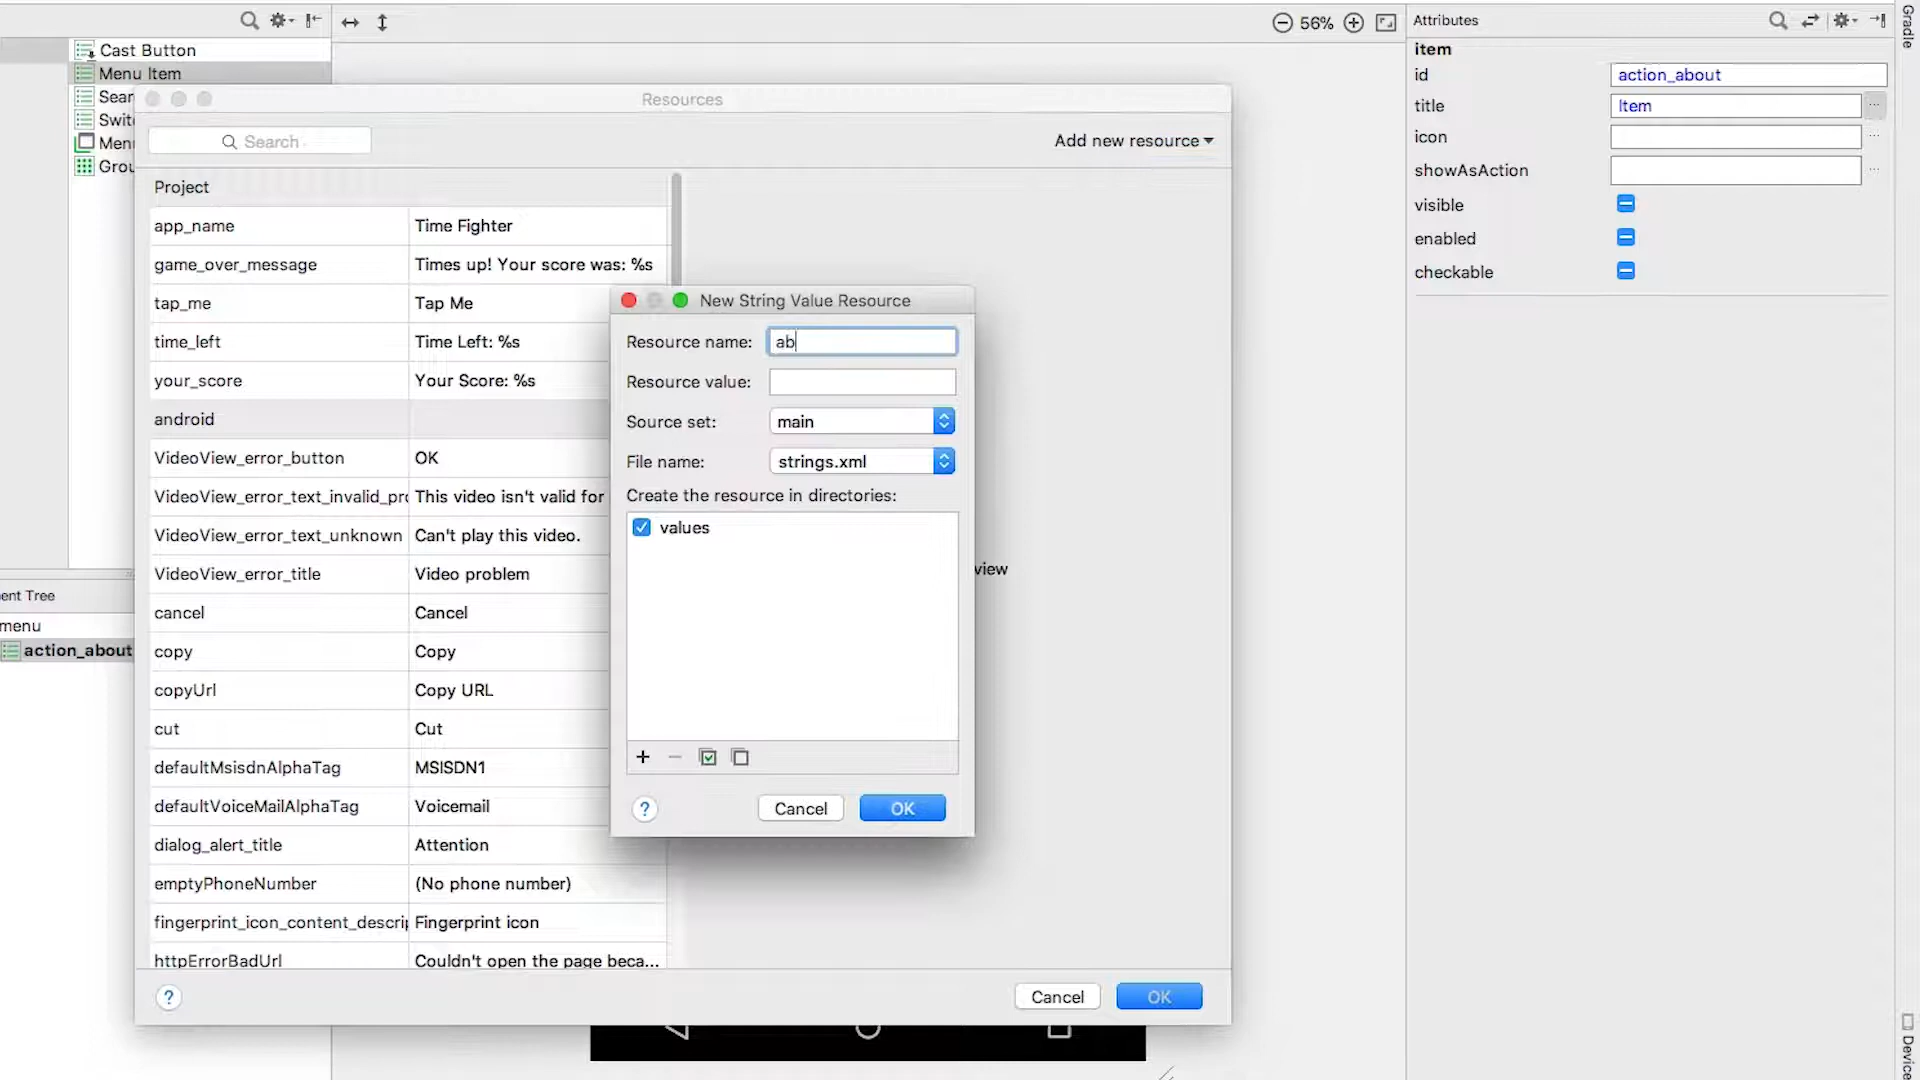 56%
Attributes
Gradle
Cast Button
Menu Item
Sear
Swit
Men
Grou
item
id
action_about
title
Item
icon
showAsAction
visible
enabled
checkable
Resources
Search
Add new resource
Project
app_name
Time Fighter
game_over_message
Times up! Your score was: %s
tap_me
Tap Me
time_left
Time Left: %s
your_score
Your Score: %s
android
VideoView_error_button
OK
VideoView_error_text_invalid_pro
This video isn't valid for
VideoView_error_text_unknown
Can't play this video.
VideoView_error_title
Video problem
cancel
Cancel
copy
Copy
copyUrl
Copy URL
cut
Cut
defaultMsisdnAlphaTag
MSISDN1
defaultVoiceMailAlphaTag
Voicemail
dialog_alert_title
Attention
emptyPhoneNumber
(No phone number)
fingerprint_icon_content_descrip
Fingerprint icon
httpErrorBadUrl
Couldn't open the page beca...
New String Value Resource
Resource name:
ab
Resource value:
Source set:
main
File name:
strings.xml
Create the resource in directories:
values
?
Cancel
OK
view
ent Tree
menu
action_about
?
Cancel
OK
Device